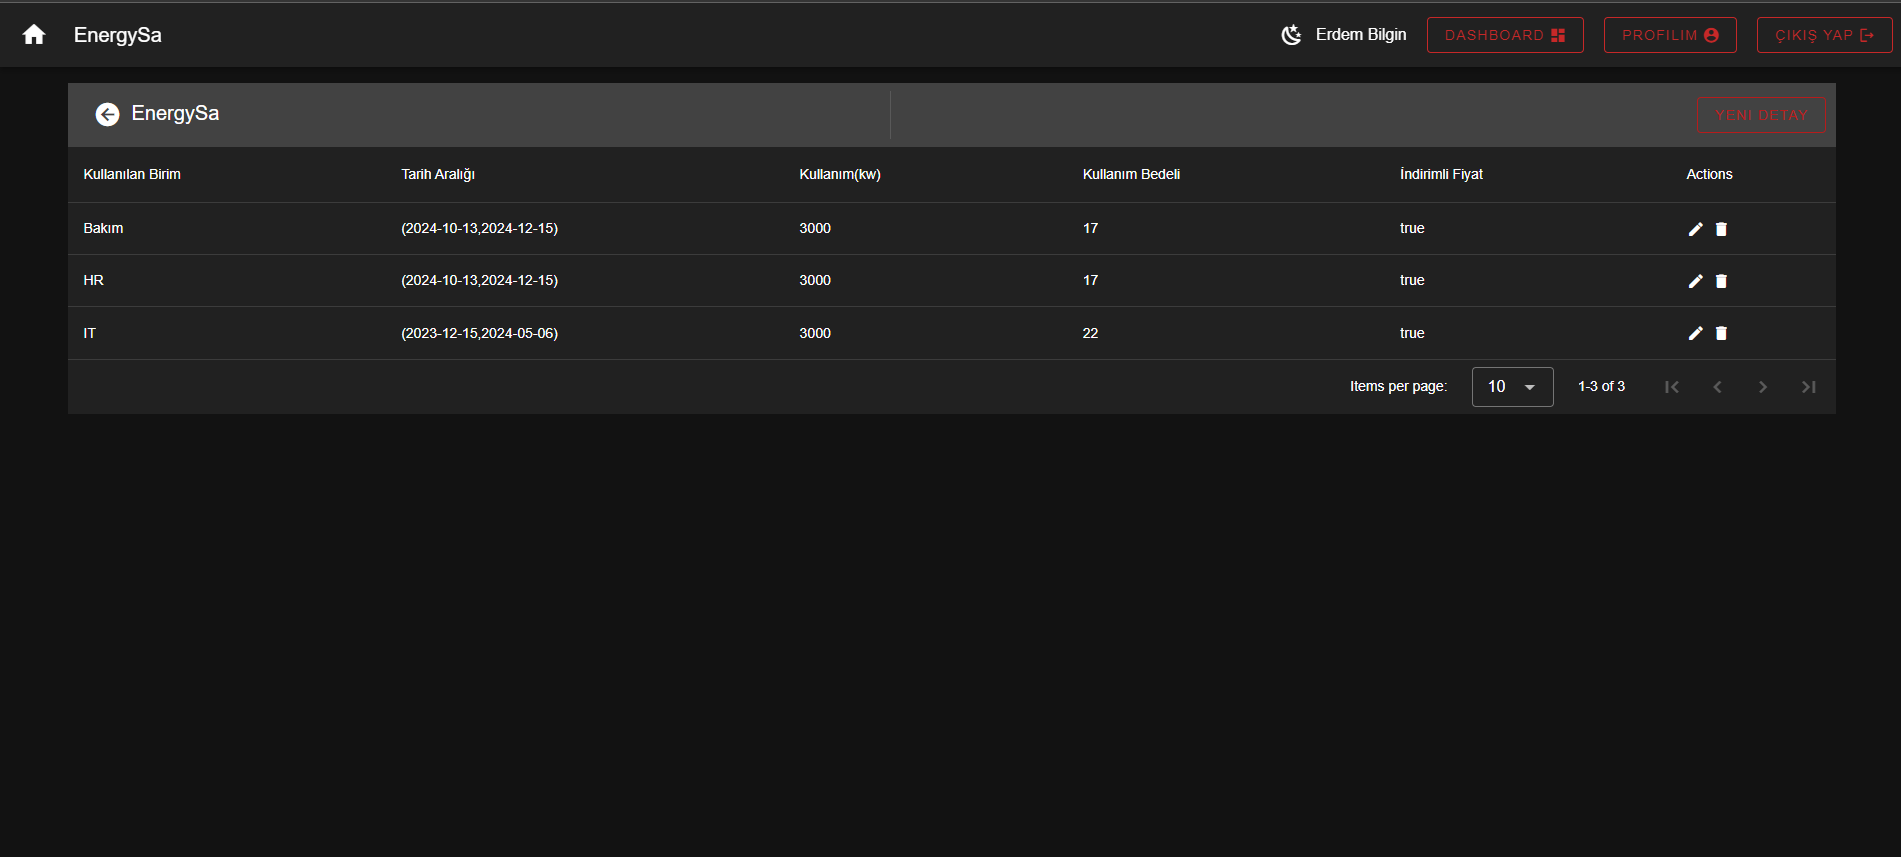 EnergySa Erdem Bilgin DASHBOARD PROFILIM ÇIKIŞ YAP
EnergySa YENI DETAY
Kullanılan Birim Tarih Aralığı Kullanım(kw) Kullanım Bedeli İndirimli Fiyat Actions
Bakım (2024-10-13,2024-12-15) 3000 17 true
HR (2024-10-13,2024-12-15) 3000 17 true
IT (2023-12-15,2024-05-06) 3000 22 true
Items per page: 10 1-3 of 3